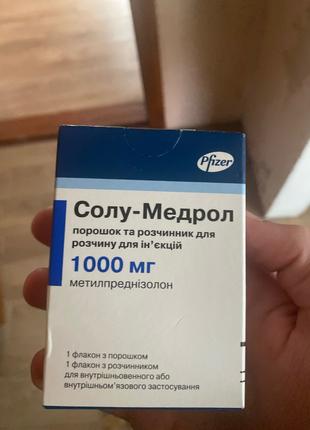 Pfizer
Солу-Медрол
порошок та розчинник для
розчину для ін'єкцій
1000 мг
метилпреднізолон
1 флакон з порошком
1 флакон з розчинником
для внутрішньовенного або
внутрішньом'язового застосування